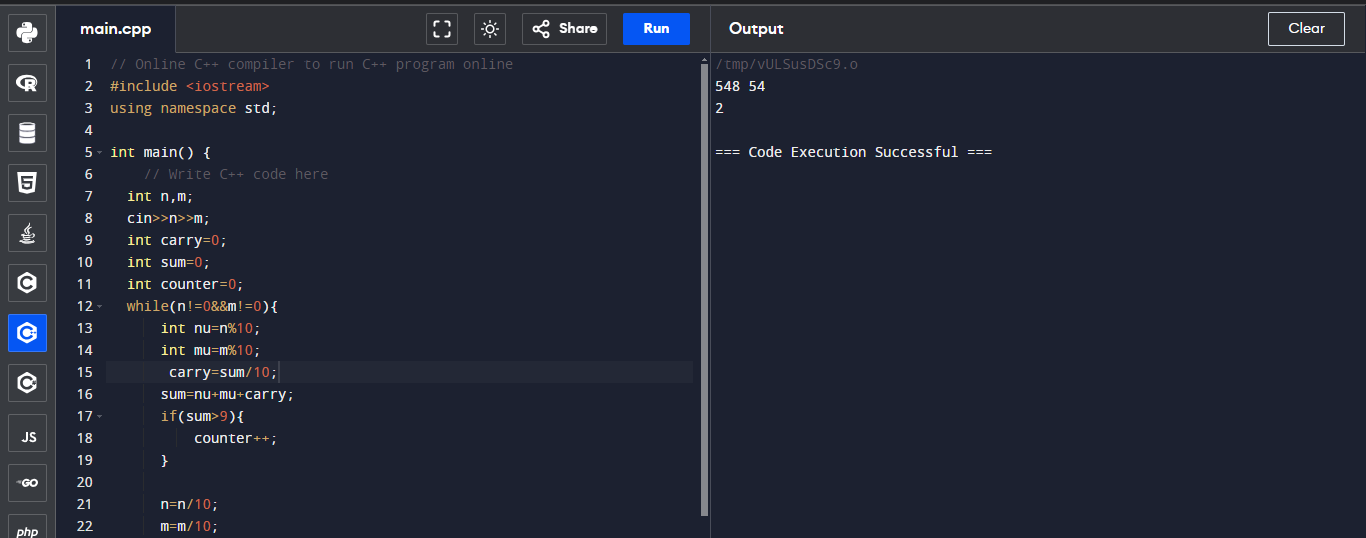 main.cpp
Share
Run
Output
Clear
1 // Online C++ compiler to run C++ program online
2 #include <iostream>
3 using namespace std;
4
5 int main() {
6 // Write C++ code here
7 int n,m;
8 cin>>n>>m;
9 int carry=0;
10 int sum=0;
11 int counter=0;
12 while(n!=0&&m!=0){
13 int nu=n%10;
14 int mu=m%10;
15 carry=sum/10;
16 sum=nu+mu+carry;
17 if(sum>9){
18 counter++;
19 }
20
21 n=n/10;
22 m=m/10;
/tmp/vULSusDSc9.o
548 54
2
=== Code Execution Successful ===
R
5
C
C
C
JS
GO
php